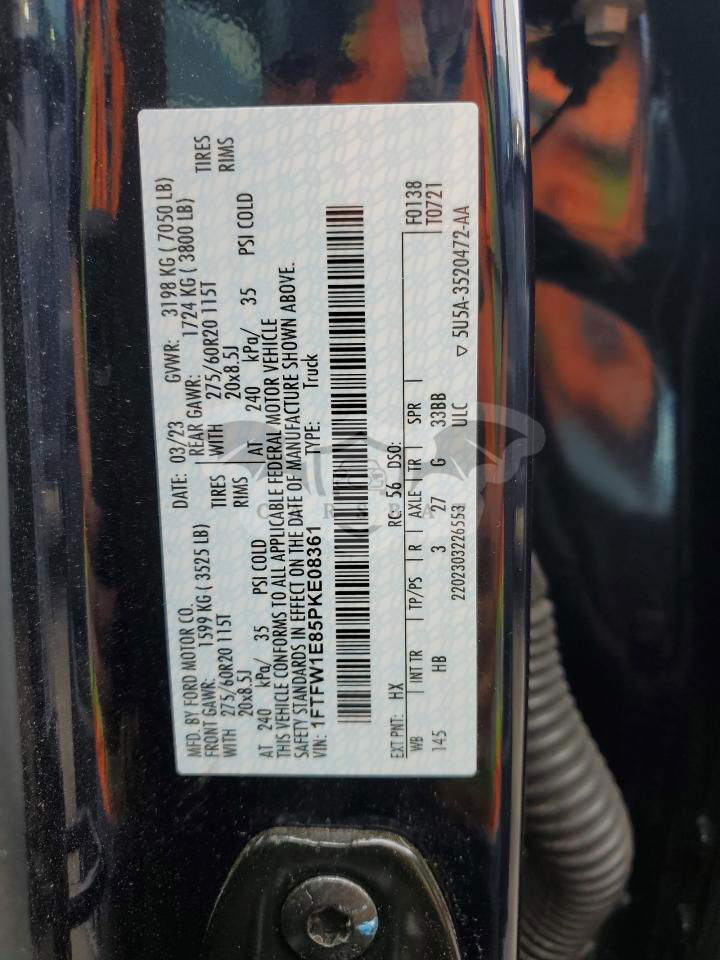 MFD. BY FORD MOTOR CO. DATE: 03/23 GVWR: 3198 KG ( 7050 LB)
FRONT GAWR: 1599 KG ( 3525 LB) REAR GAWR: 1724 KG ( 3800 LB)
WITH 275/60R20 115T TIRES WITH 275/60R20 115T TIRES
20x8.5J RIMS 20x8.5J RIMS
AT 240 kPa/ 35 PSI COLD AT 240 kPa/ 35 PSI COLD
THIS VEHICLE CONFORMS TO ALL APPLICABLE FEDERAL MOTOR VEHICLE
SAFETY STANDARDS IN EFFECT ON THE DATE OF MANUFACTURE SHOWN ABOVE.
VIN: 1FTFW1E85PKE08361 TYPE: Truck
EXT PNT: HX RC: 56 DSO: F0138
WB INT TR TP/PS R AXLE TR SPR T0721
145 HB 3 27 G 33BB
2202303226553 ULC ▽ 5U5A-3520472-AA